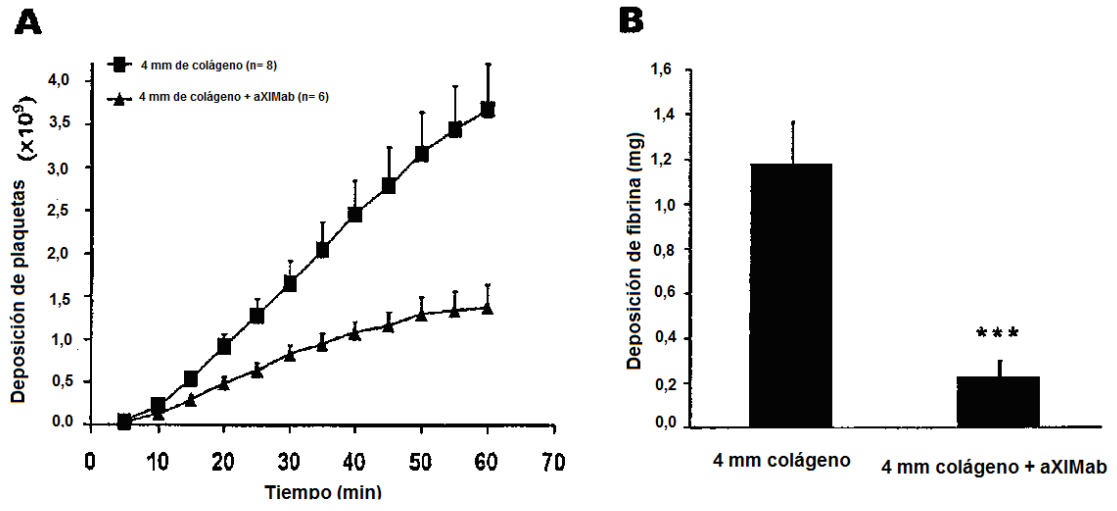 A
4 mm de colágeno (n= 8)
4 mm de colágeno + aXIMab (n= 6)
Deposición de plaquetas (x10⁹)
4,0
3,5
3,0
2,5
2,0
1,5
1,0
0,5
0,0
0 10 20 30 40 50 60 70
Tiempo (min)
B
Deposición de fibrina (mg)
1,6
1,4
1,2
1,0
0,8
0,6
0,4
0,2
0,0
***
4 mm colágeno
4 mm colágeno + aXIMab